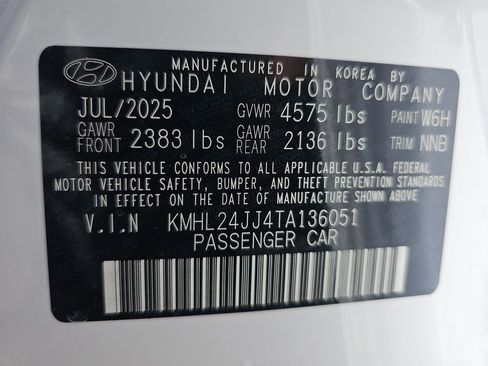 MANUFACTURED IN KOREA BY
HYUNDAI MOTOR COMPANY
JUL/2025 GVWR 4575 lbs PAINT W6H
GAWR FRONT 2383 lbs GAWR REAR 2136 lbs TRIM NNB
THIS VEHICLE CONFORMS TO ALL APPLICABLE U.S.A. FEDERAL
MOTOR VEHICLE SAFETY, BUMPER, AND THEFT PREVENTION STANDARDS
IN EFFECT ON THE DATE OF MANUFACTURE SHOWN ABOVE.
V.I.N KMHL24JJ4TA136051
PASSENGER CAR